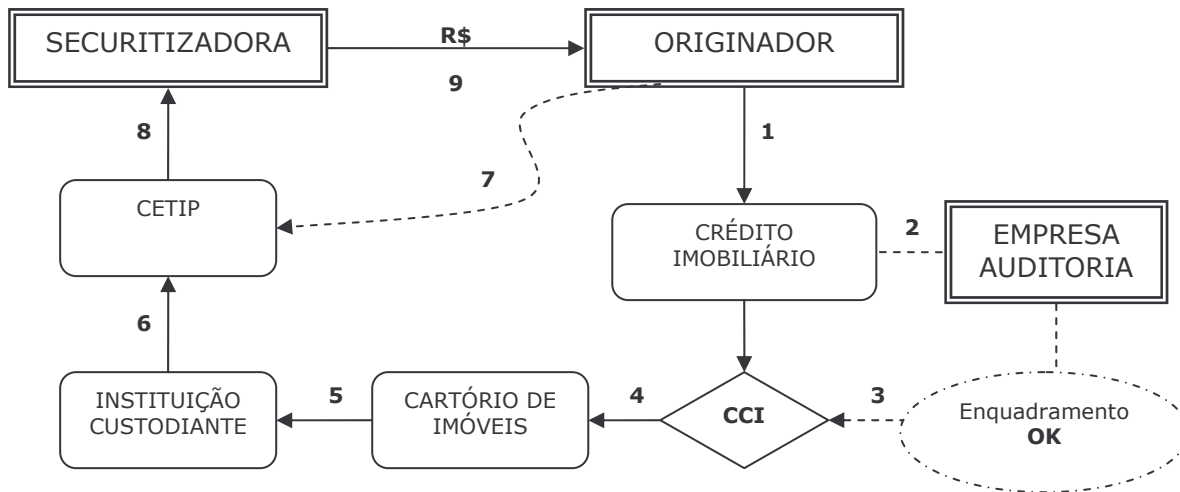 SECURITIZADORA
R$
9
ORIGINADOR
8
1
7
CETIP
CRÉDITO
IMOBILIÁRIO
2
EMPRESA
AUDITORIA
6
INSTITUIÇÃO
CUSTODIANTE
5
CARTÓRIO DE
IMÓVEIS
4
CCI
3
Enquadramento
OK